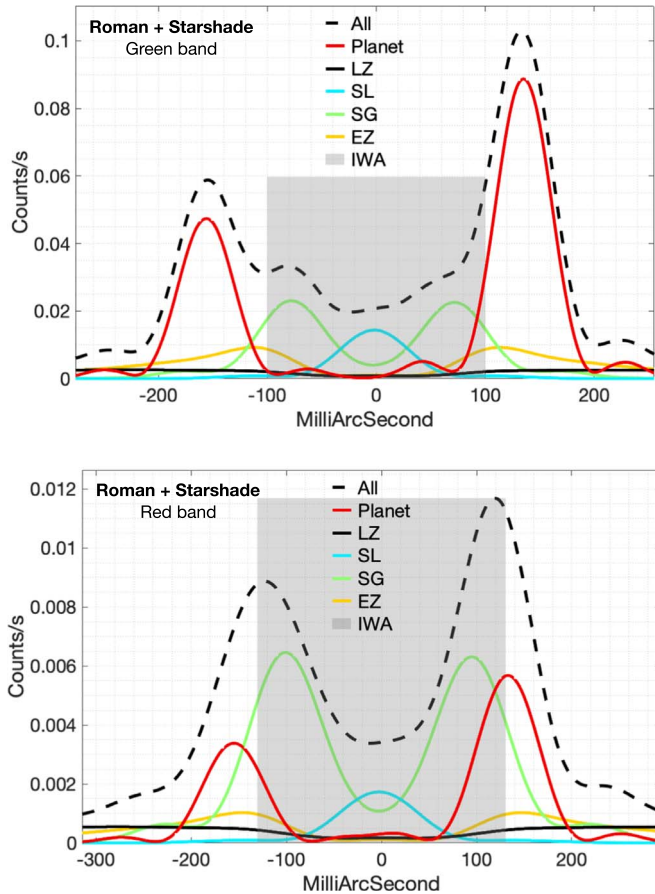 Roman + Starshade
Green band
All
Planet
LZ
SL
SG
EZ
IWA
0.1
0.08
0.06
0.04
0.02
0
Counts/s
-200
-100
0
100
200
MilliArcSecond
Roman + Starshade
Red band
All
Planet
LZ
SL
SG
EZ
IWA
0.012
0.01
0.008
0.006
0.004
0.002
0
Counts/s
-300
-200
-100
0
100
200
MilliArcSecond